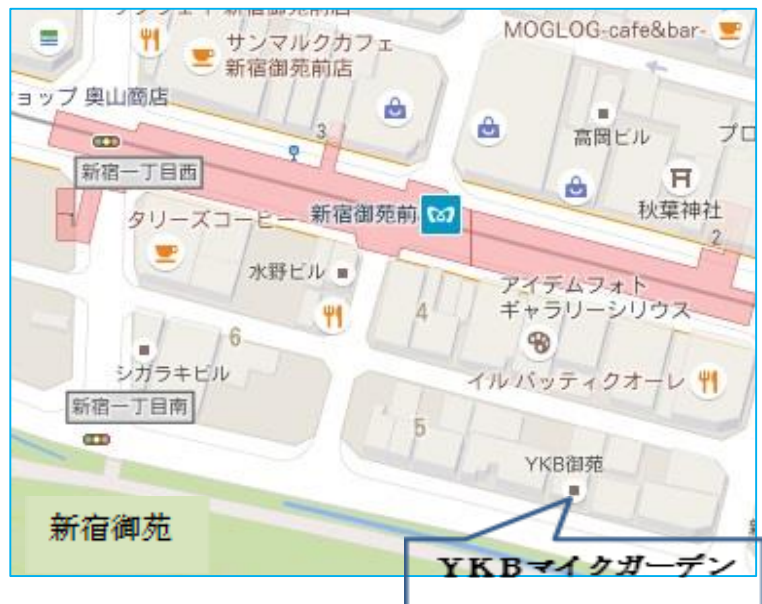 MOGLOG-cafe&bar-
サンマルクカフェ
新宿御苑前店
ョップ 奥山商店
3
高岡ビル
プロ
新宿一丁目西
秋葉神社
1
タリーズコーヒー
新宿御苑前
2
水野ビル
アイデムフォト
ギャラリーシリウス
4
6
シガラキビル
イル バッティクオーレ
新宿一丁目南
5
YKB御苑
新宿御苑
YKBマイクガーデン